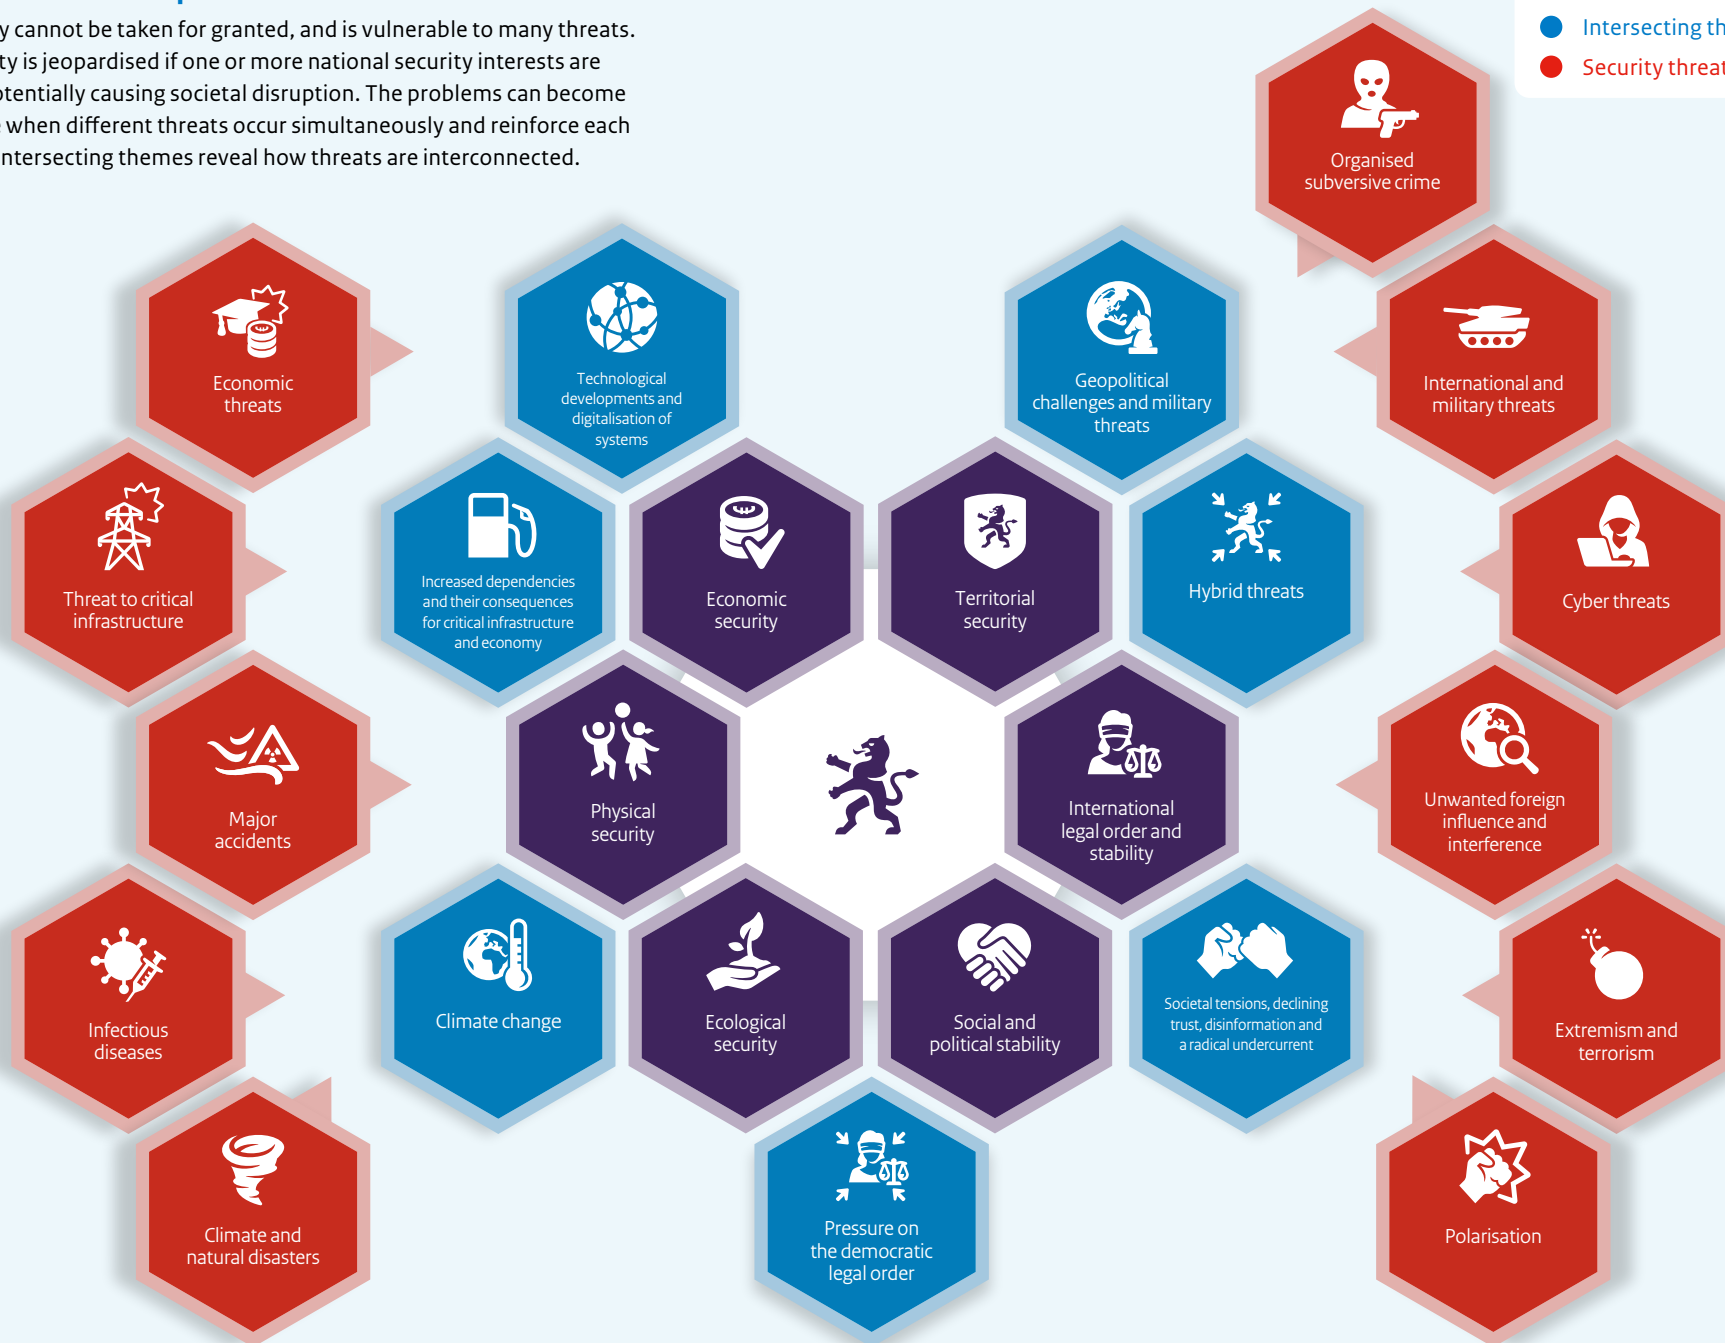 y cannot be taken for granted, and is vulnerable to many threats.
ty is jeopardised if one or more national security interests are
otentially causing societal disruption. The problems can become
when different threats occur simultaneously and reinforce each
ntersecting themes reveal how threats are interconnected.
Intersecting th
Security threat
Organised
subversive crime
Economic
threats
Technological
developments and
digitalisation of
systems
Geopolitical
challenges and military
threats
International and
military threats
Threat to critical
infrastructure
Increased dependencies
and their consequences
for critical infrastructure
and economy
Economic
security
Territorial
security
Hybrid threats
Cyber threats
Major
accidents
Physical
security
International
legal order and
stability
Unwanted foreign
influence and
interference
Infectious
diseases
Climate change
Ecological
security
Social and
political stability
Societal tensions, declining
trust, disinformation and
a radical undercurrent
Extremism and
terrorism
Climate and
natural disasters
Pressure on
the democratic
legal order
Polarisation